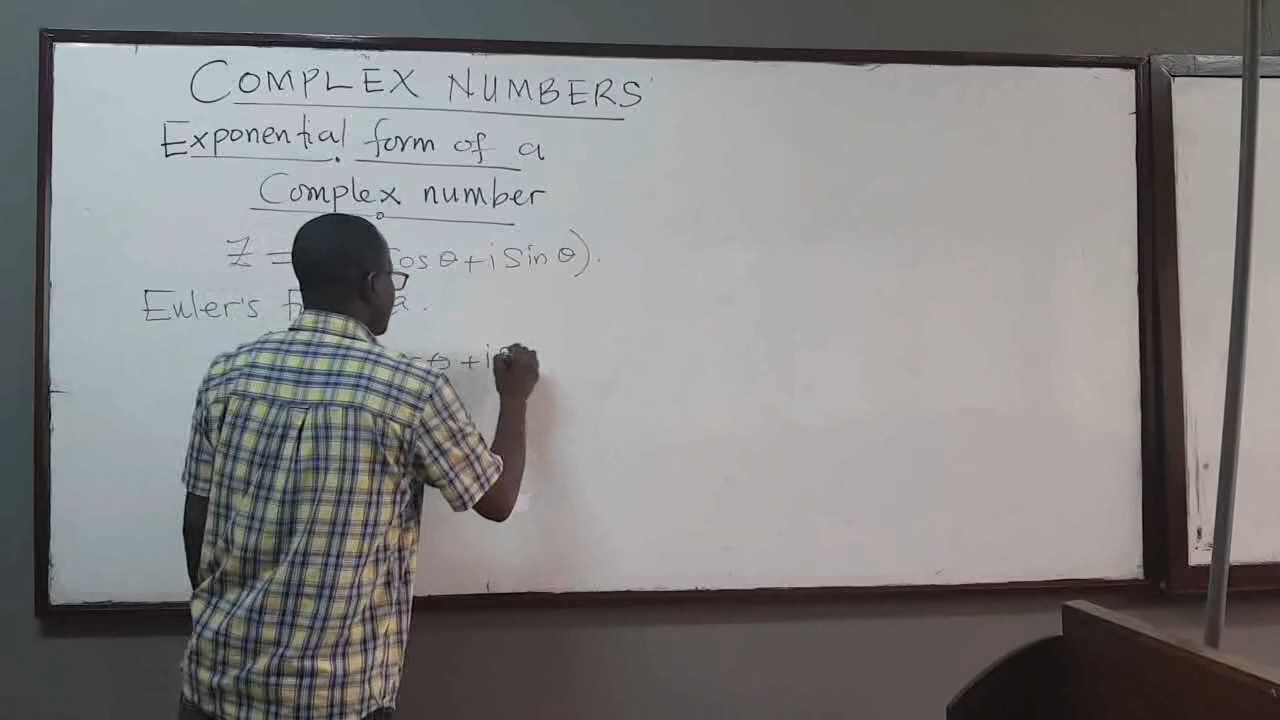 COMPLEX NUMBERS
Exponential form of a
Complex number
Z = cos θ + i Sin θ).
Euler's
θ + i